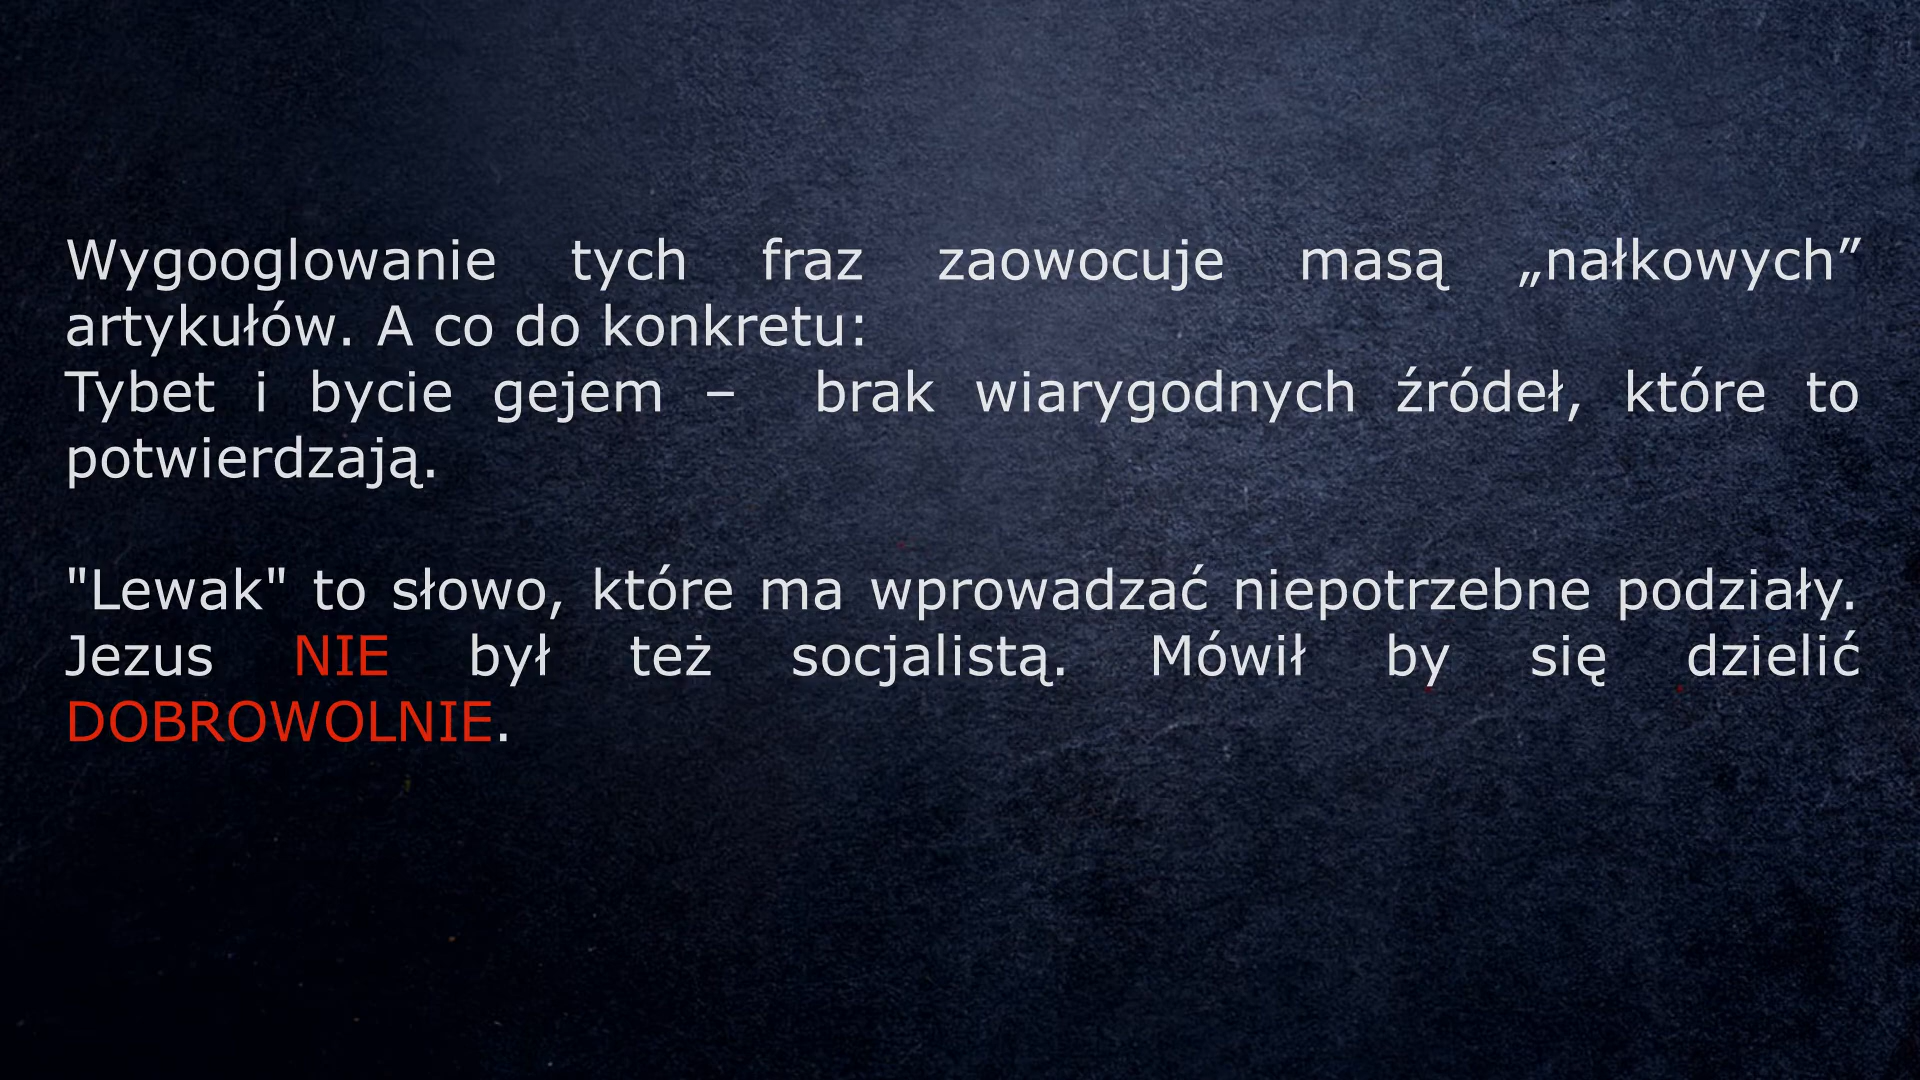 Wygooglowanie tych fraz zaowocuje masą „nałkowych”
artykułów. A co do konkretu:
Tybet i bycie gejem – brak wiarygodnych źródeł, które to
potwierdzają.
"Lewak" to słowo, które ma wprowadzać niepotrzebne podziały.
Jezus NIE był też socjalistą. Mówił by się dzielić
DOBROWOLNIE.